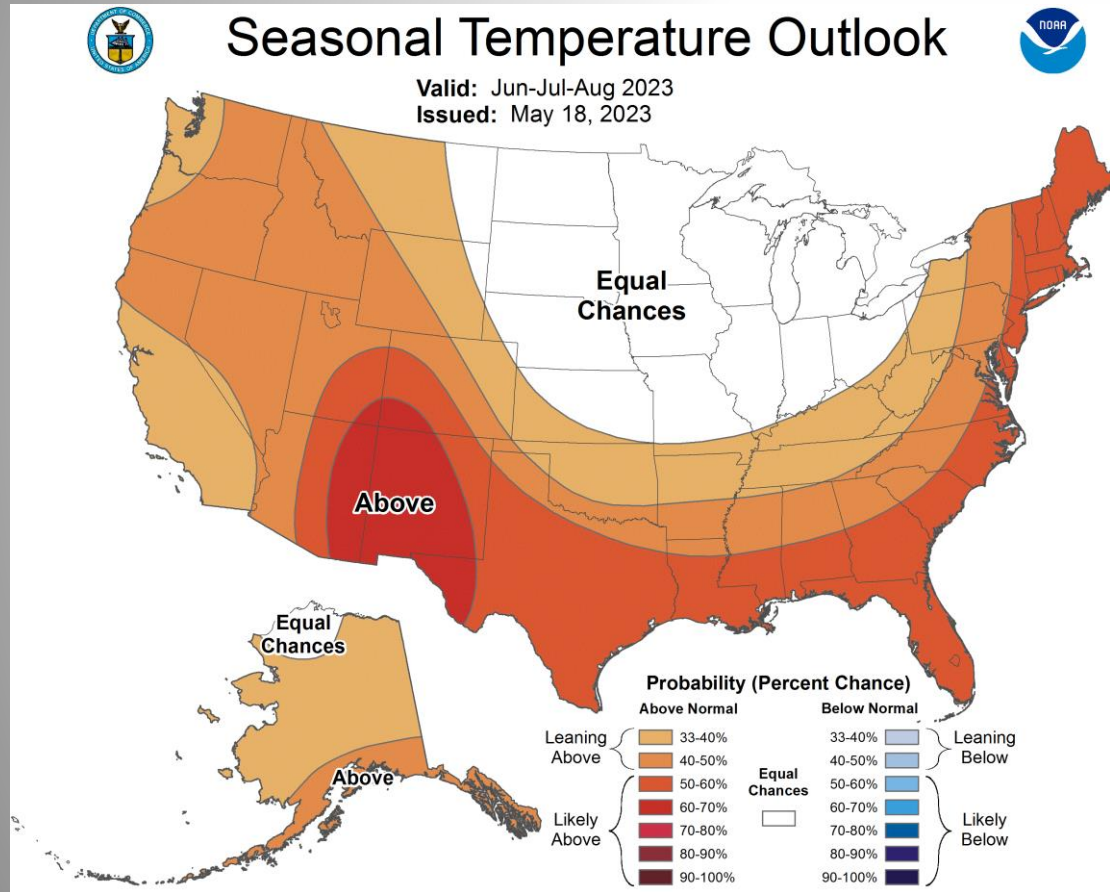 Seasonal Temperature Outlook
NOAA
Valid: Jun-Jul-Aug 2023
Issued: May 18, 2023
Equal
Chances
Above
Equal
Chances
Above
Probability (Percent Chance)
Above Normal Below Normal
Leaning
Above
33-40%
40-50%
Likely
Above
50-60%
60-70%
70-80%
80-90%
90-100%
Equal
Chances
33-40%
40-50%
Leaning
Below
50-60%
60-70%
70-80%
80-90%
90-100%
Likely
Below